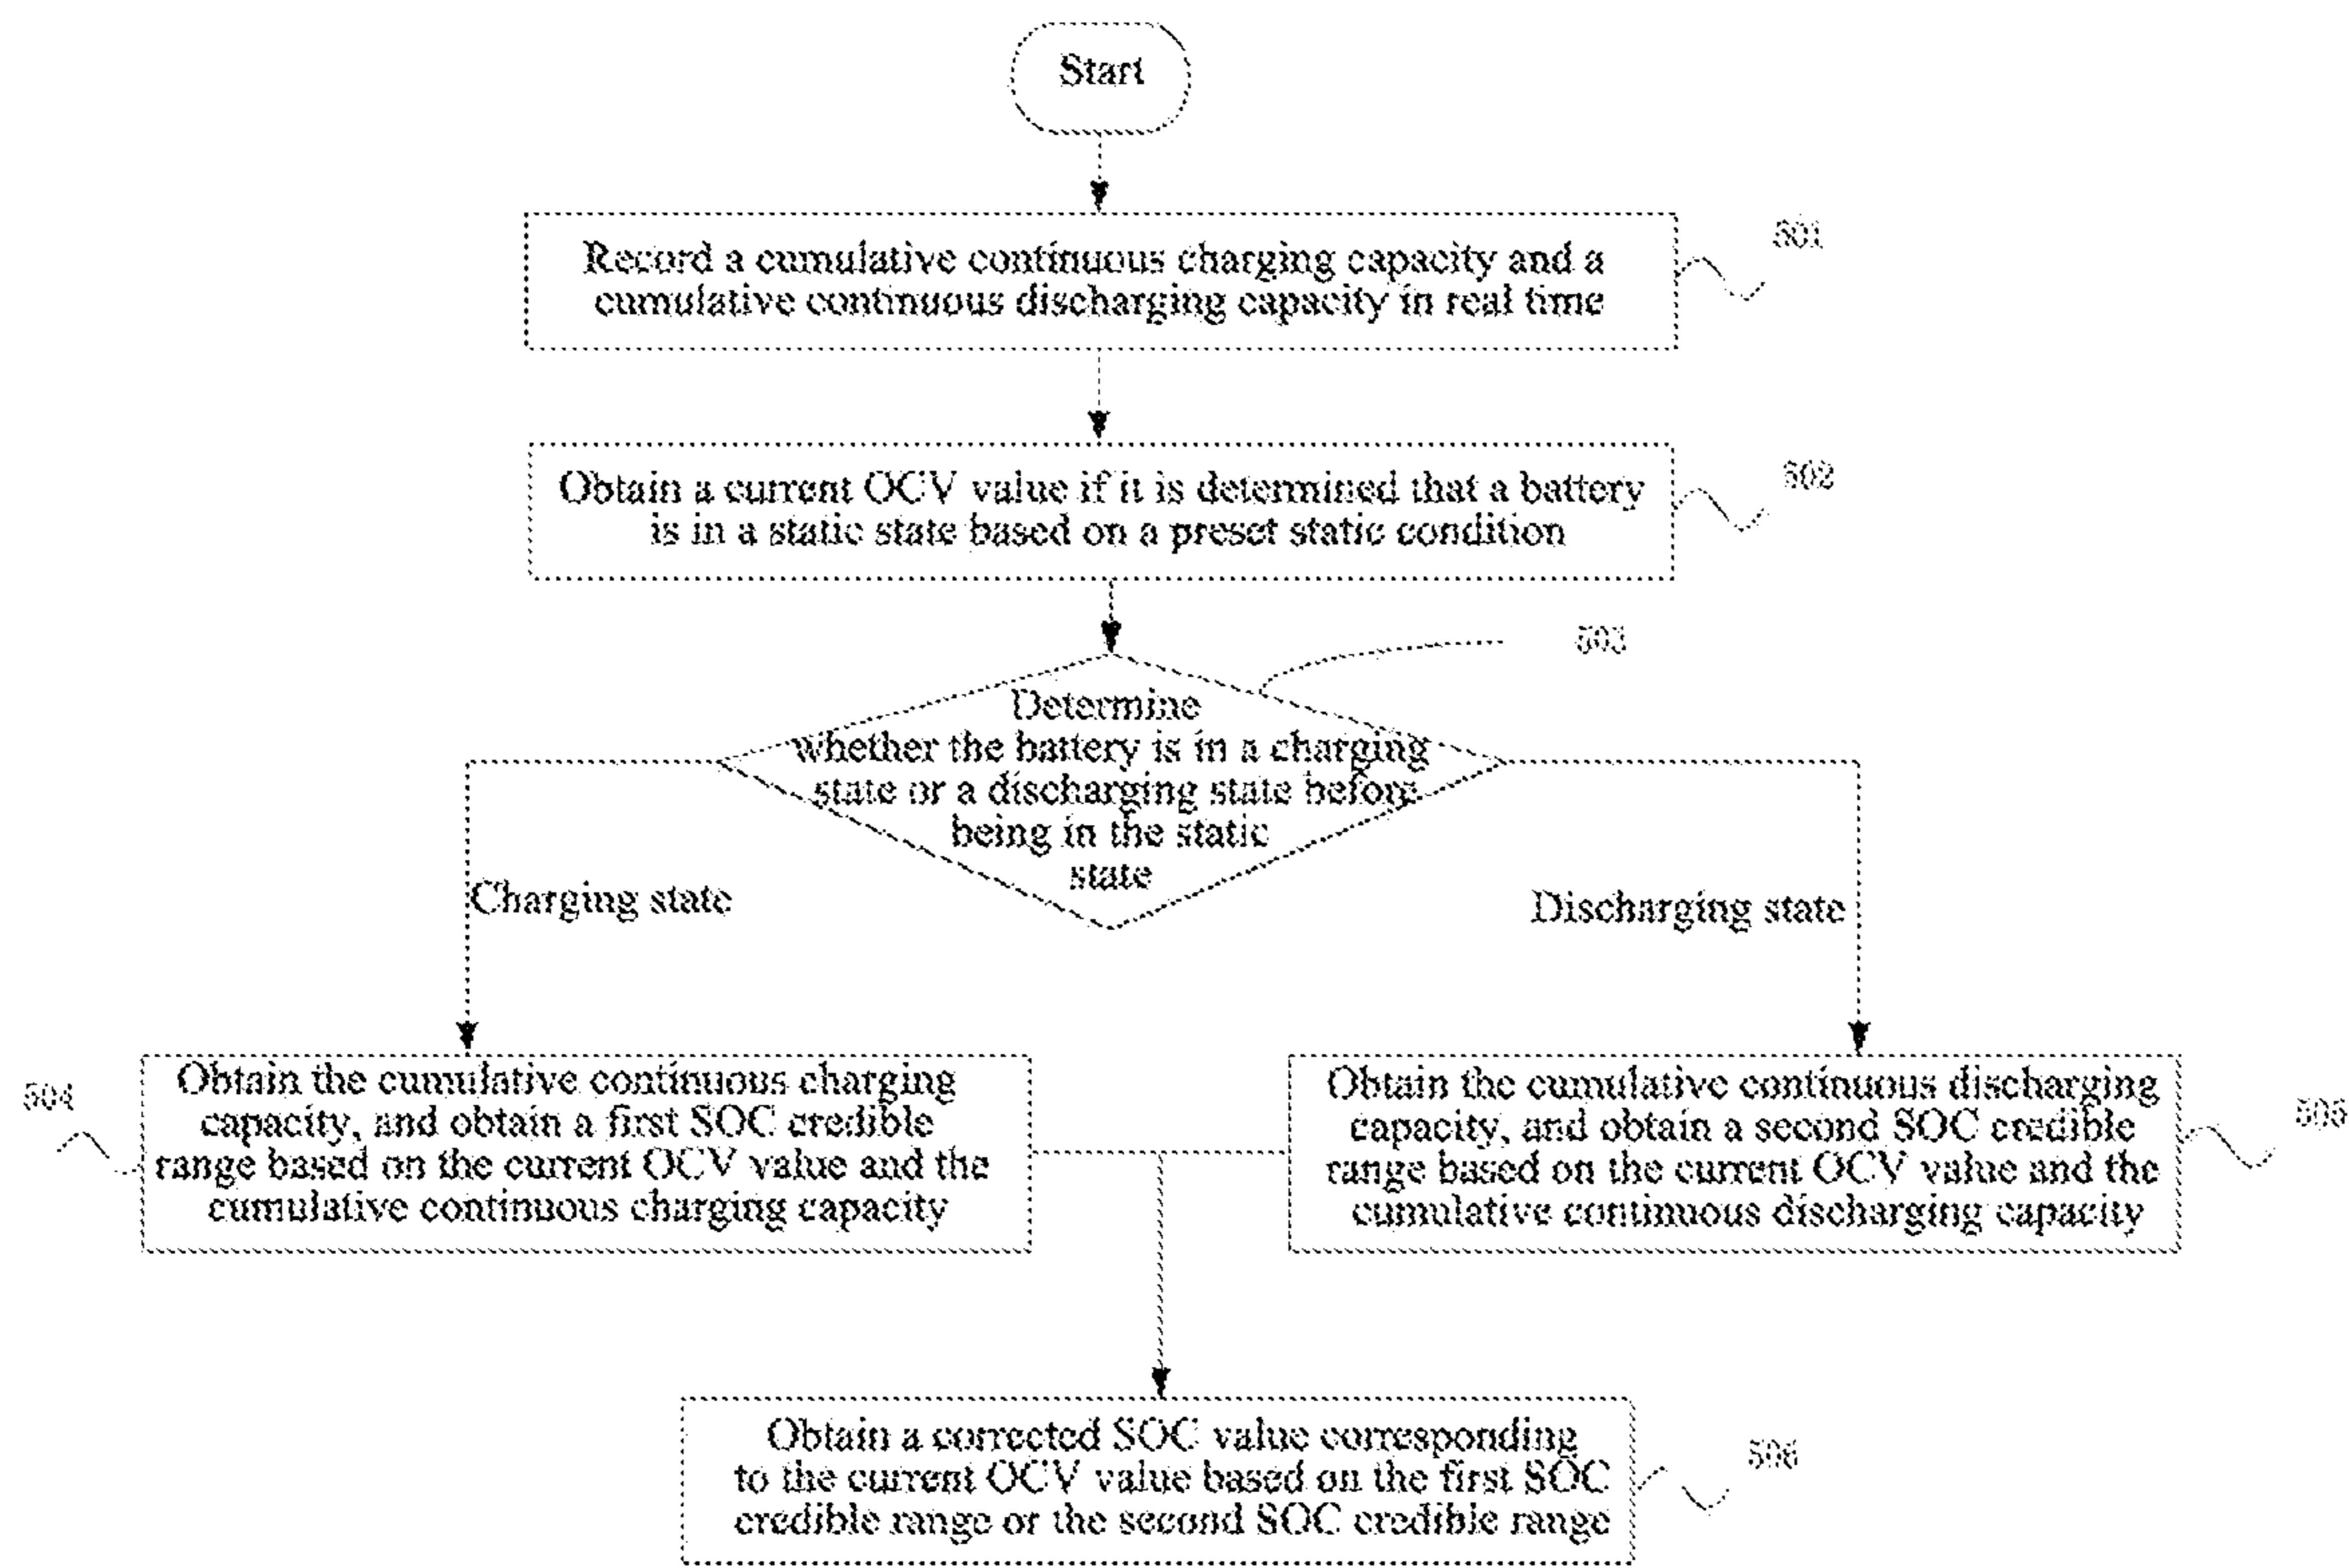 Start
Record a cumulative continuous charging capacity and a
cumulative continuous discharging capacity in real time
501
Obtain a current OCV value if it is determined that a battery
is in a static state based on a preset static condition
502
503
Determine
whether the battery is in a charging
state or a discharging state before
being in the static
state
Charging state
Discharging state
504
Obtain the cumulative continuous charging
capacity, and obtain a first SOC credible
range based on the current OCV value and the
cumulative continuous charging capacity
Obtain the cumulative continuous discharging
capacity, and obtain a second SOC credible
range based on the current OCV value and the
cumulative continuous discharging capacity
505
Obtain a corrected SOC value corresponding
to the current OCV value based on the first SOC
credible range or the second SOC credible range
506